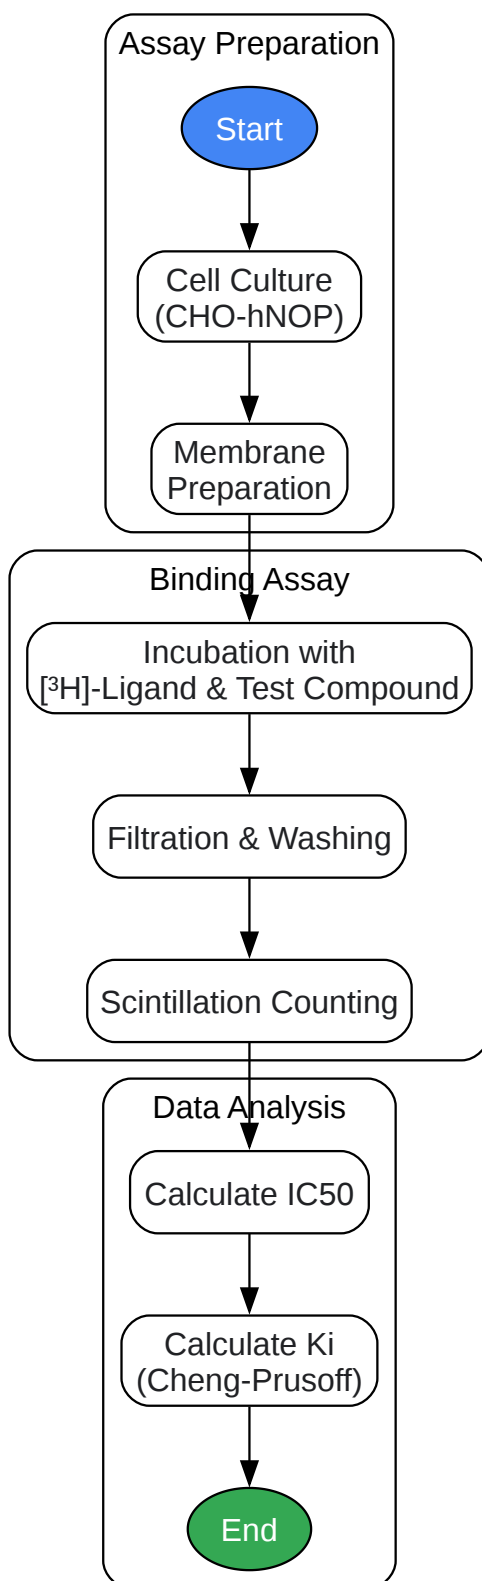 Assay Preparation
Start
Cell Culture
(CHO-hNOP)
Membrane
Preparation
Binding Assay
Incubation with
[³H]-Ligand & Test Compound
Filtration & Washing
Scintillation Counting
Data Analysis
Calculate IC50
Calculate Ki
(Cheng-Prusoff)
End